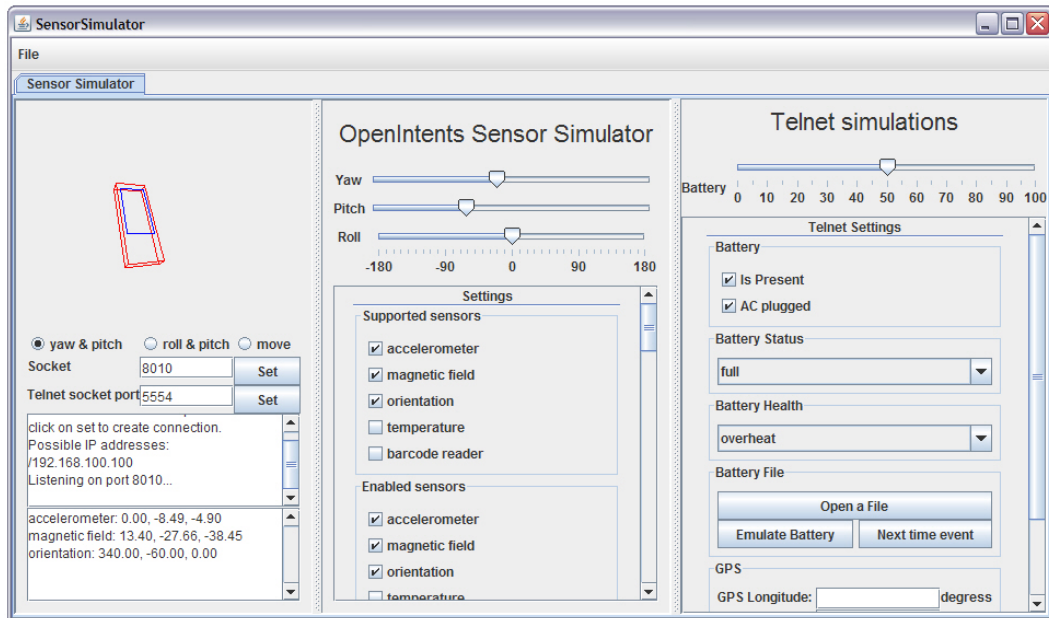 SensorSimulator
File
Sensor Simulator
yaw & pitch roll & pitch move
Socket 8010 Set
Telnet socket port 5554 Set
click on set to create connection.
Possible IP addresses:
/192.168.100.100
Listening on port 8010...
accelerometer: 0.00, -8.49, -4.90
magnetic field: 13.40, -27.66, -38.45
orientation: 340.00, -60.00, 0.00
OpenIntents Sensor Simulator
Yaw
Pitch
Roll
-180 -90 0 90 180
Settings
Supported sensors
accelerometer
magnetic field
orientation
temperature
barcode reader
Enabled sensors
accelerometer
magnetic field
orientation
temperature
Telnet simulations
Battery
0 10 20 30 40 50 60 70 80 90 100
Telnet Settings
Battery
Is Present
AC plugged
Battery Status
full
Battery Health
overheat
Battery File
Open a File
Emulate Battery Next time event
GPS
GPS Longitude: degress